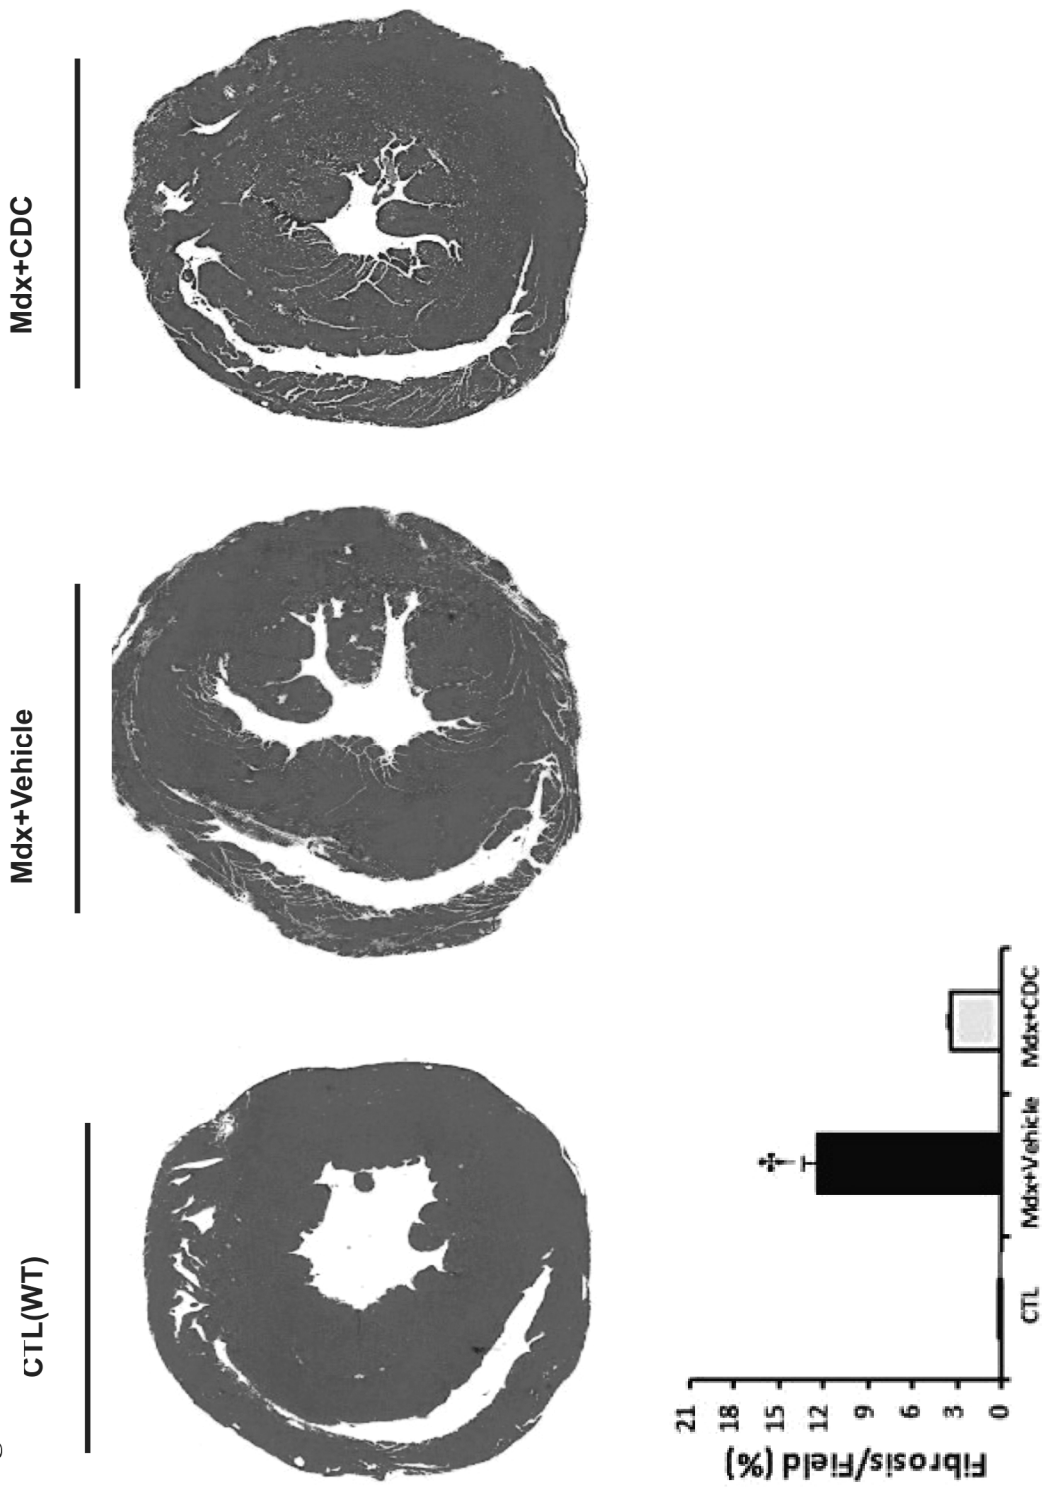 CTL(WT)
Mdx+Vehicle
Mdx+CDC
Fibrosis/Field (%)
21
18
15
12
9
6
3
0
‡
CTL
Mdx+Vehicle
Mdx+CDC